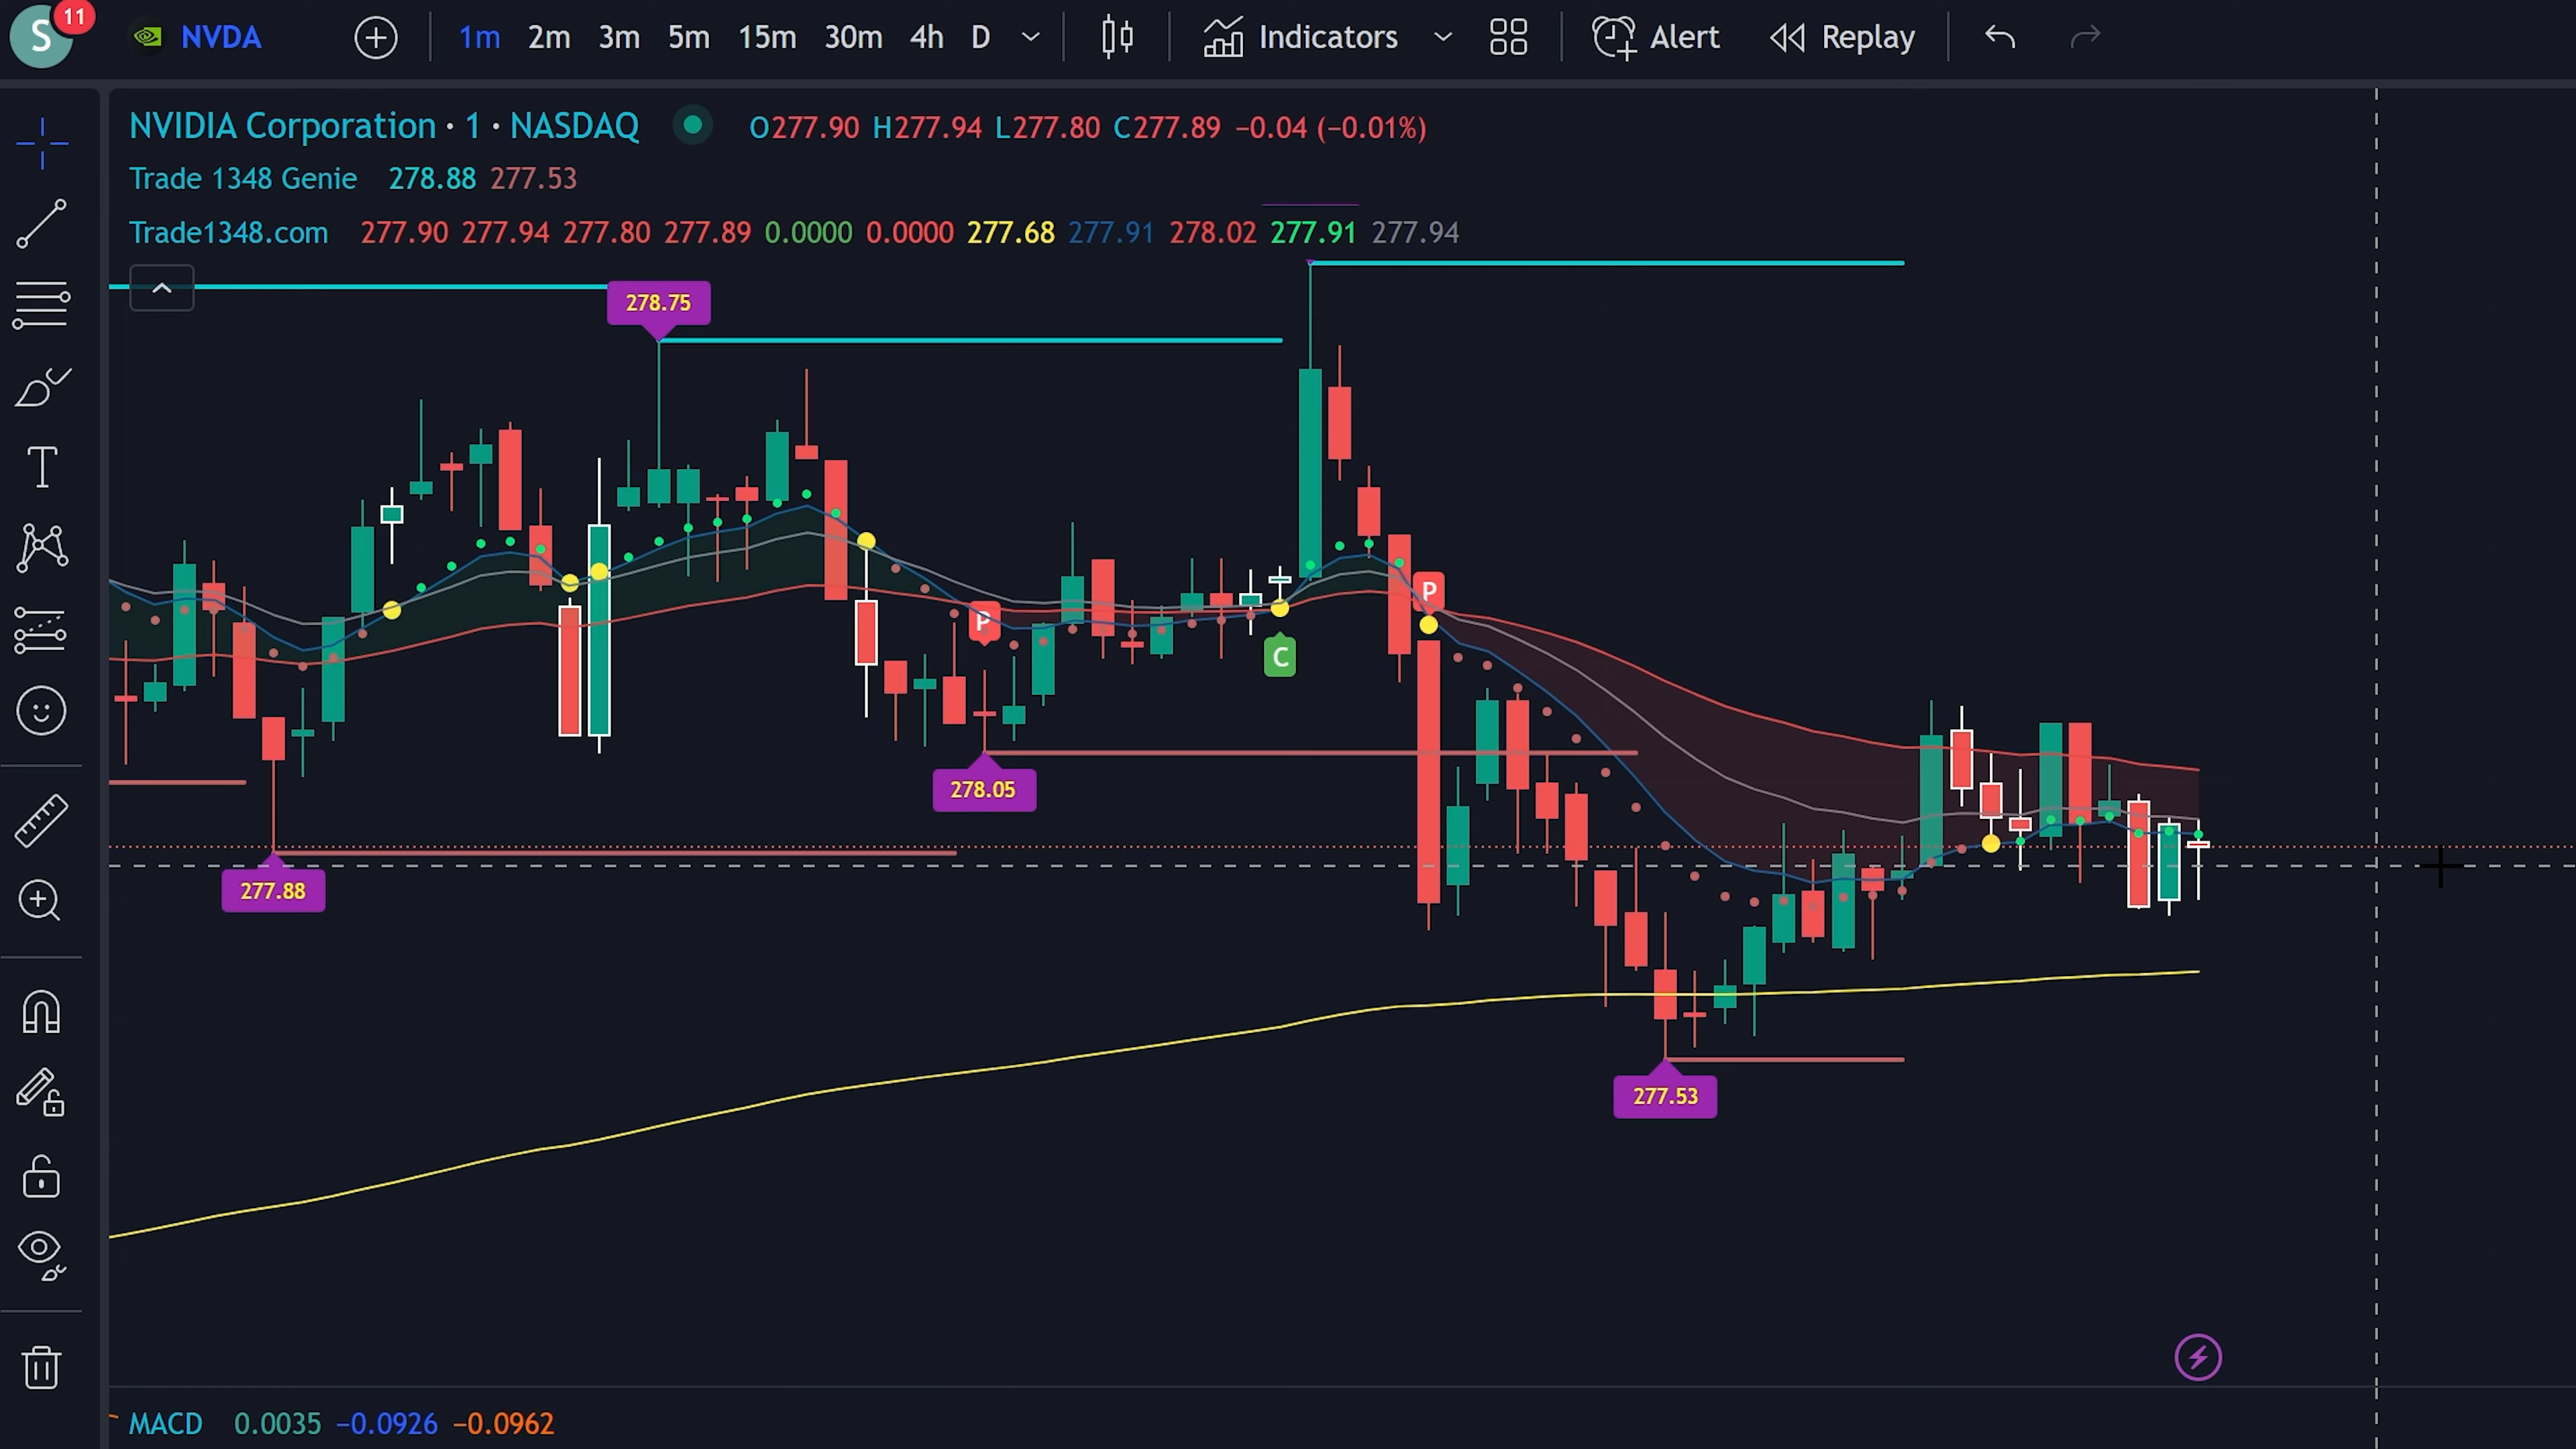 S 11 NVDA 1m 2m 3m 5m 15m 30m 4h D Indicators Alert Replay
NVIDIA Corporation · 1 · NASDAQ O277.90 H277.94 L277.80 C277.89 −0.04 (−0.01%)
Trade 1348 Genie 278.88 277.53
Trade1348.com 277.90 277.94 277.80 277.89 0.0000 0.0000 277.68 277.91 278.02 277.91 277.94
278.75
P
P
C
278.05
277.88
277.53
MACD 0.0035 −0.0926 −0.0962